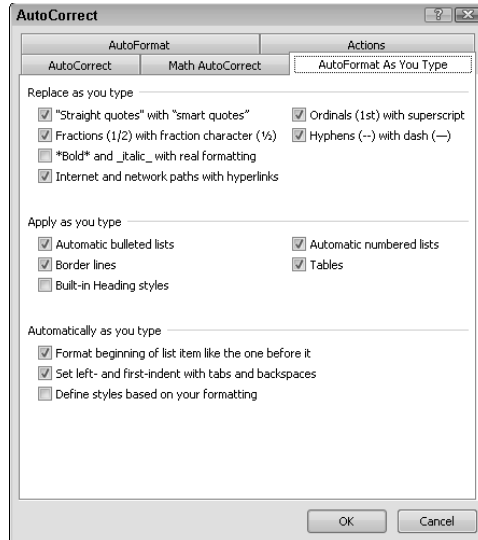 AutoCorrect
AutoFormat Actions
AutoCorrect Math AutoCorrect AutoFormat As You Type
Replace as you type
"Straight quotes" with “smart quotes” Ordinals (1st) with superscript
Fractions (1/2) with fraction character (½) Hyphens (--) with dash (—)
*Bold* and _italic_ with real formatting
Internet and network paths with hyperlinks
Apply as you type
Automatic bulleted lists Automatic numbered lists
Border lines Tables
Built-in Heading styles
Automatically as you type
Format beginning of list item like the one before it
Set left- and first-indent with tabs and backspaces
Define styles based on your formatting
OK Cancel